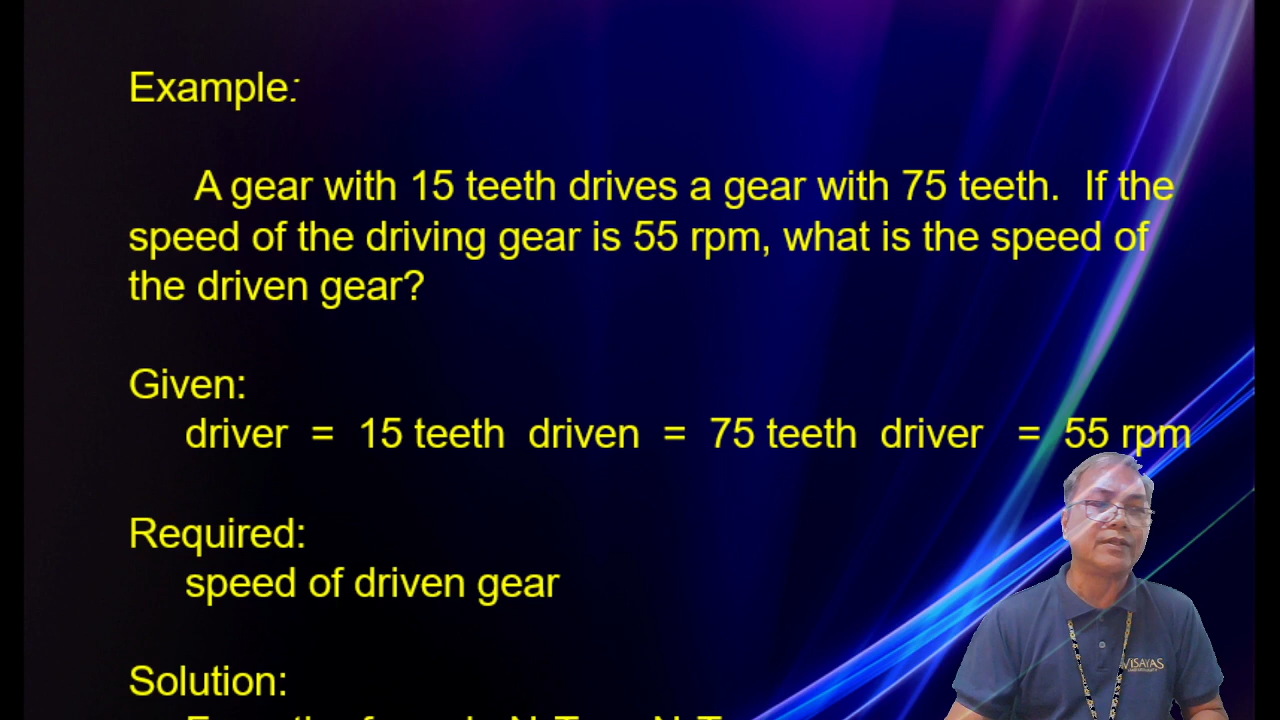 Example:
A gear with 15 teeth drives a gear with 75 teeth. If the
speed of the driving gear is 55 rpm, what is the speed of
the driven gear?
Given:
driver = 15 teeth driven = 75 teeth driver = 55 rpm
Required:
speed of driven gear
VISAYAS
Solution: